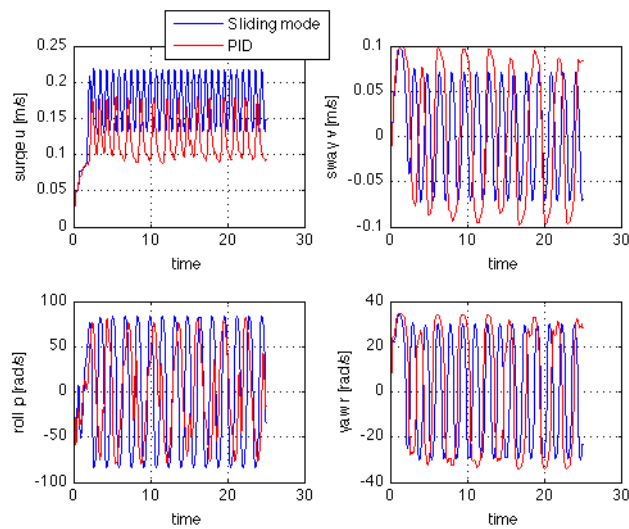 Sliding mode
PID
surge u [m/s]
0.25
0.2
0.15
0.1
0.05
0
0 10 20 30
time
sway v [m/s]
0.1
0.05
0
-0.05
-0.1
0 10 20 30
time
roll p [rad/s]
100
50
0
-50
-100
0 10 20 30
time
yaw r [rad/s]
40
20
0
-20
-40
0 10 20 30
time